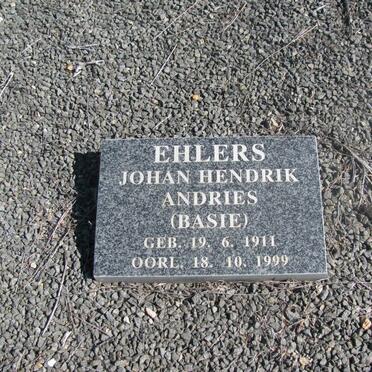 EHLERS
JOHAN HENDRIK
ANDRIES
(BASIE)
GEB. 19. 6. 1911
OORL. 18. 10. 1999